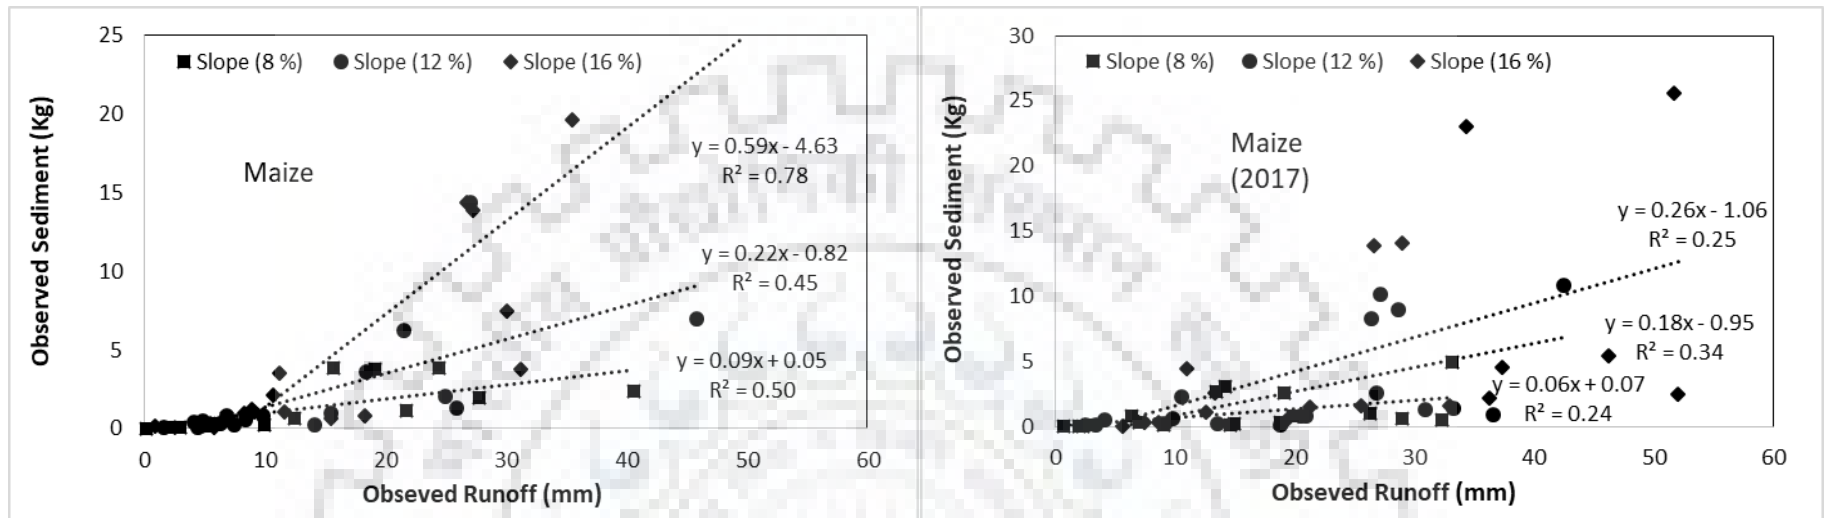 25
20
15
10
5
0
Observed Sediment (Kg)
Slope (8 %) Slope (12 %) Slope (16 %)
Maize
y = 0.59x - 4.63
R² = 0.78
y = 0.22x - 0.82
R² = 0.45
y = 0.09x + 0.05
R² = 0.50
0 10 20 30 40 50 60
Obseved Runoff (mm)
30
25
20
15
10
5
0
Observed Sediment (Kg)
Slope (8 %) Slope (12 %) Slope (16 %)
Maize
(2017)
y = 0.26x - 1.06
R² = 0.25
y = 0.18x - 0.95
R² = 0.34
y = 0.06x + 0.07
R² = 0.24
0 10 20 30 40 50 60
Obseved Runoff (mm)